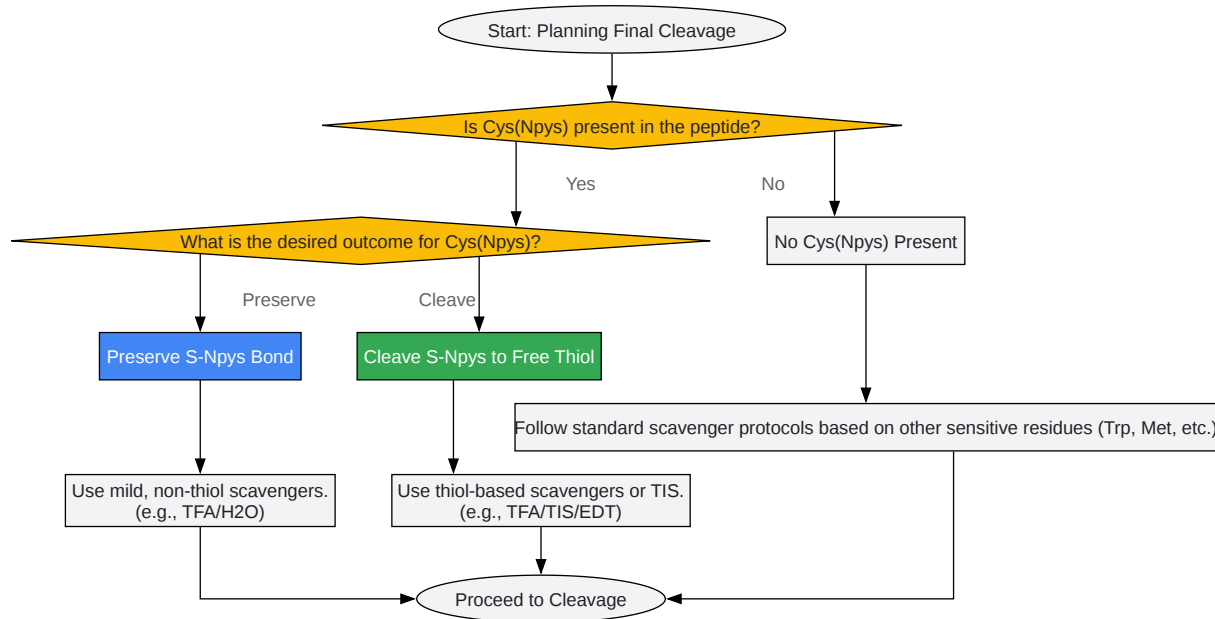 Start: Planning Final Cleavage
Is Cys(Npys) present in the peptide?
Yes
No
What is the desired outcome for Cys(Npys)?
No Cys(Npys) Present
Preserve
Cleave
Preserve S-Npys Bond
Cleave S-Npys to Free Thiol
Follow standard scavenger protocols based on other sensitive residues (Trp, Met, etc.)
Use mild, non-thiol scavengers.
(e.g., TFA/H2O)
Use thiol-based scavengers or TIS.
(e.g., TFA/TIS/EDT)
Proceed to Cleavage